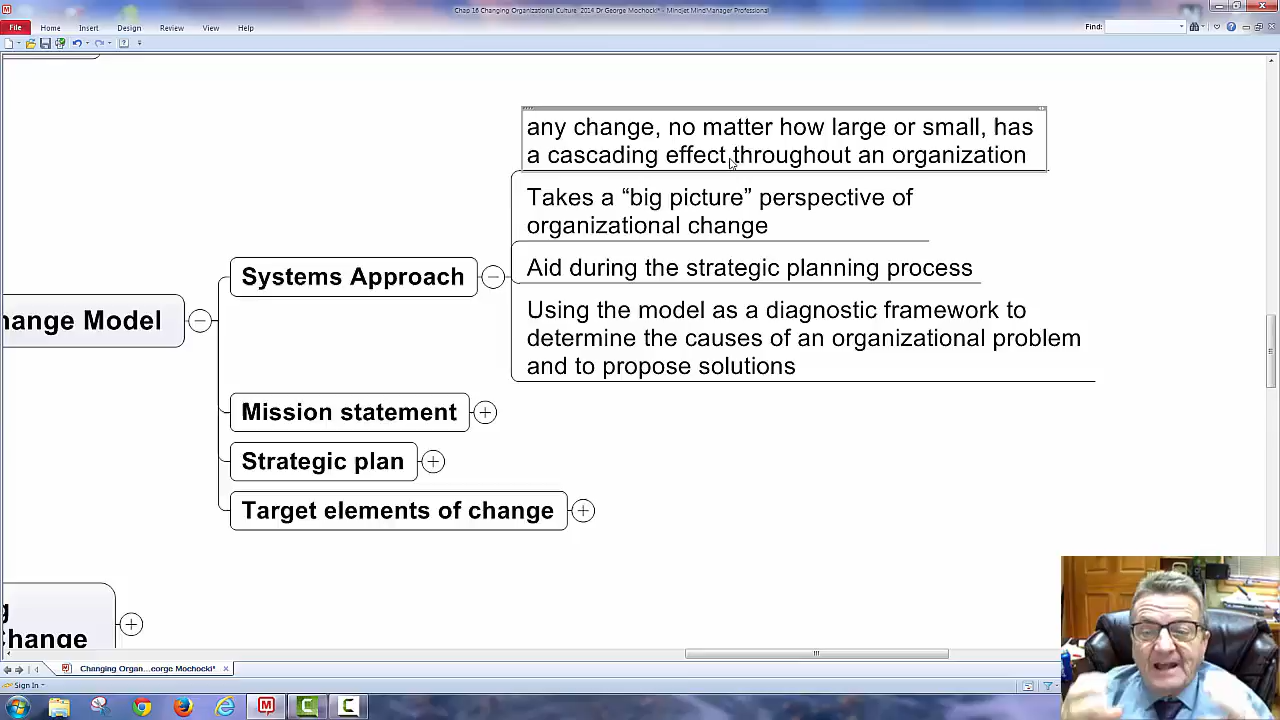 Chap 16 Changing Organizational Culture 2014 Dr George Mochocki* - Mindjet MindManager Professional
File Home Insert Design Review View Help Find:
any change, no matter how large or small, has
a cascading effect throughout an organization
Takes a “big picture” perspective of
organizational change
Systems Approach
Aid during the strategic planning process
Using the model as a diagnostic framework to
determine the causes of an organizational problem
and to propose solutions
hange Model
Mission statement
Strategic plan
Target elements of change
g
Change
Changing Organ...eorge Mochocki*
Sign In